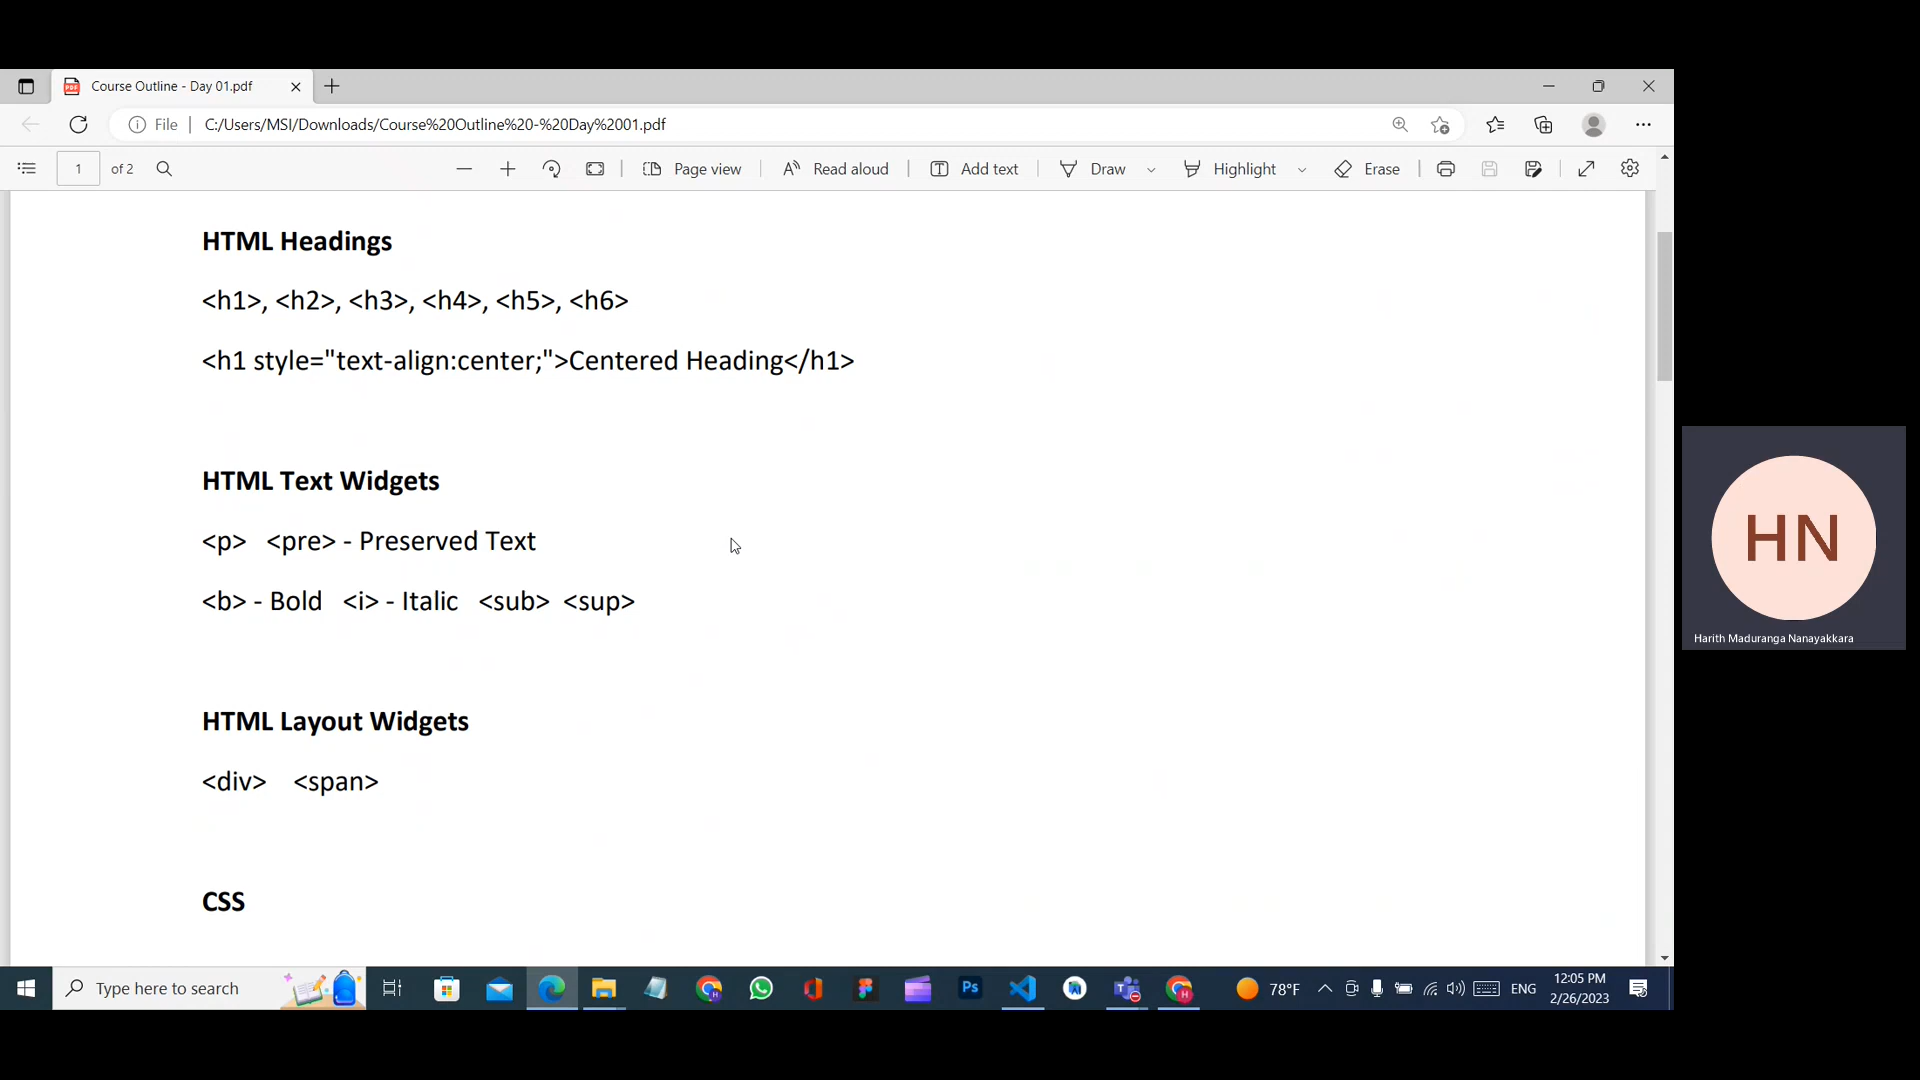 Course Outline - Day 01.pdf
File
C:/Users/MSI/Downloads/Course%20Outline%20-%20Day%2001.pdf
1 of 2
Page view
Read aloud
Add text
Draw
Highlight
Erase
HTML Headings
<h1>, <h2>, <h3>, <h4>, <h5>, <h6>
<h1 style="text-align:center;">Centered Heading</h1>
HTML Text Widgets
<p> <pre> - Preserved Text
<b> - Bold <i> - Italic <sub> <sup>
HTML Layout Widgets
<div> <span>
CSS
HN
Harith Maduranga Nanayakkara
Type here to search
Ps
78°F
ENG
12:05 PM
2/26/2023